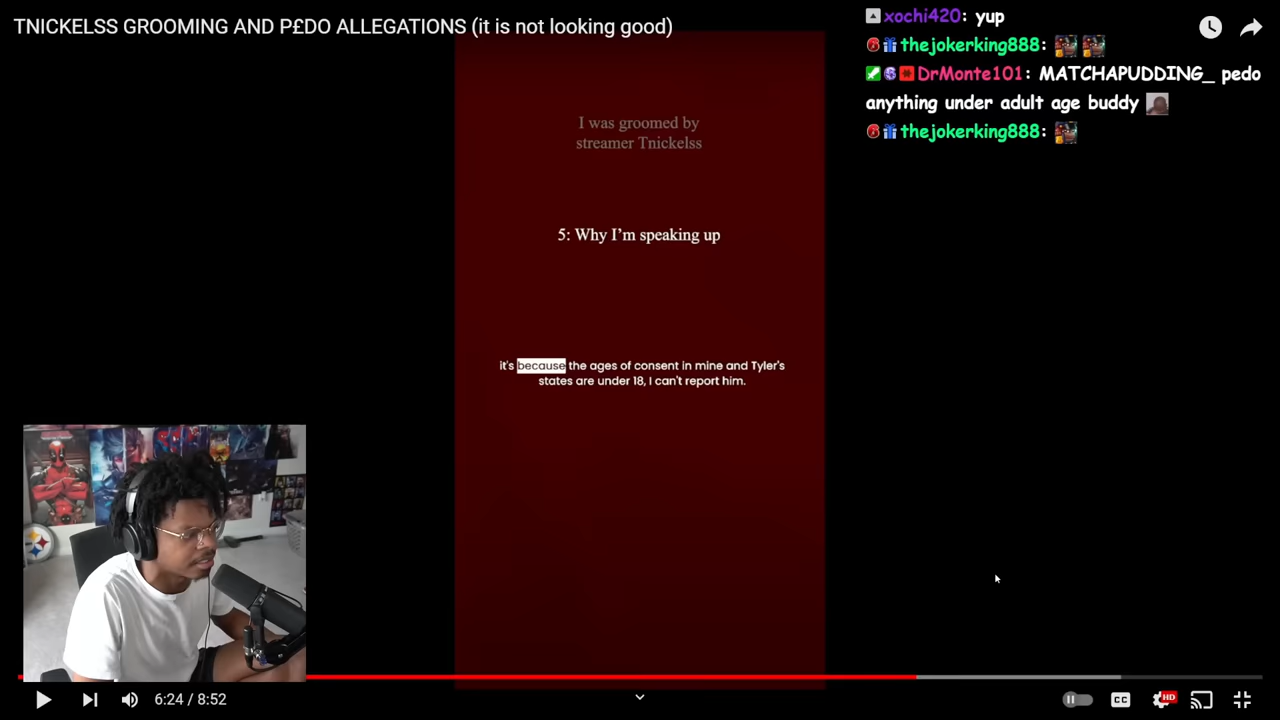 TNICKELSS GROOMING AND P£DO ALLEGATIONS (it is not looking good)
xochi420: yup
thejokerking888:
DrMonte101: MATCHAPUDDING_ pedo
anything under adult age buddy
thejokerking888:
I was groomed by
streamer Tnickelss
5: Why I'm speaking up
it's because the ages of consent in mine and Tyler's
states are under 18, I can't report him.
6:24 / 8:52
CC
HD